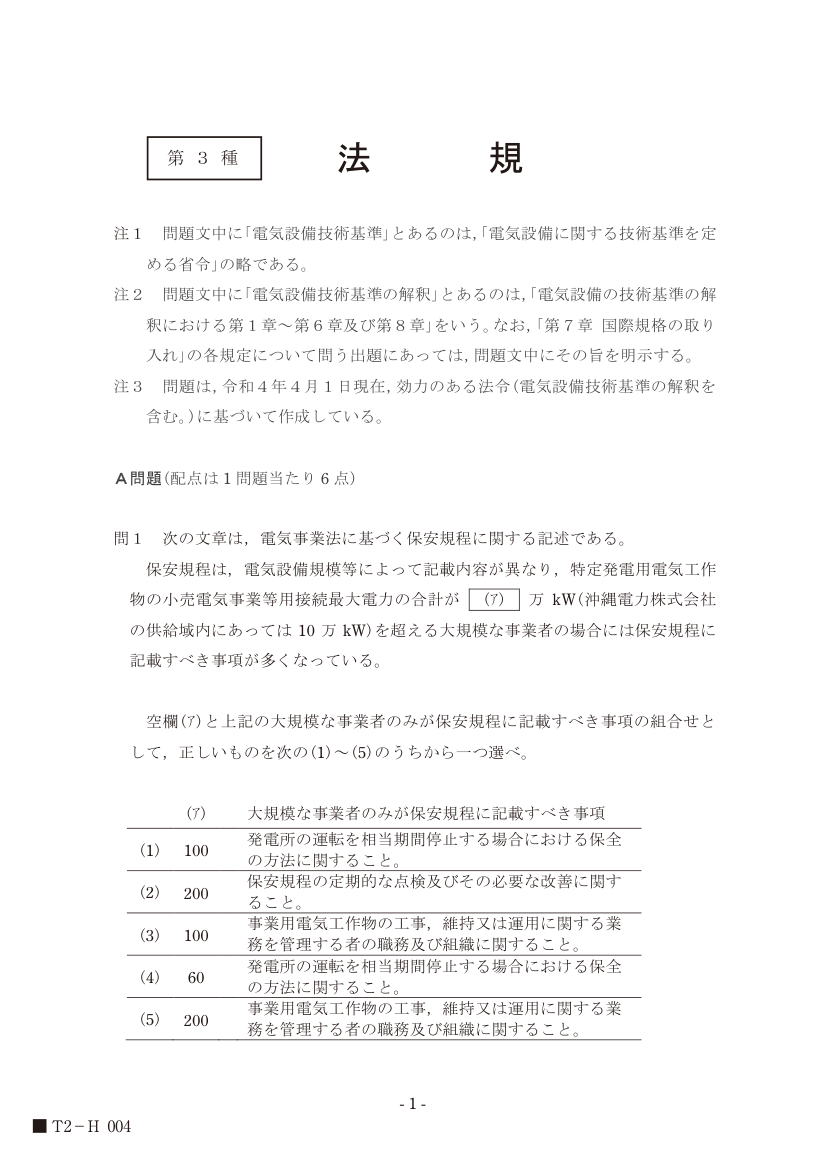 第 3 種
法 規
注1 問題文中に「電気設備技術基準」とあるのは,「電気設備に関する技術基準を定
める省令」の略である。
注2 問題文中に「電気設備技術基準の解釈」とあるのは,「電気設備の技術基準の解
釈における第1章～第6章及び第8章」をいう。なお,「第7章 国際規格の取り
入れ」の各規定について問う出題にあっては,問題文中にその旨を明示する。
注3 問題は,令和4年4月1日現在,効力のある法令(電気設備技術基準の解釈を
含む。)に基づいて作成している。
A問題(配点は1問題当たり6点)
問1 次の文章は,電気事業法に基づく保安規程に関する記述である。
保安規程は,電気設備規模等によって記載内容が異なり,特定発電用電気工作
物の小売電気事業等用接続最大電力の合計が (ア) 万 kW(沖縄電力株式会社
の供給域内にあっては 10 万 kW)を超える大規模な事業者の場合には保安規程に
記載すべき事項が多くなっている。
空欄(ア)と上記の大規模な事業者のみが保安規程に記載すべき事項の組合せと
して,正しいものを次の(1)～(5)のうちから一つ選べ。
(ア) 大規模な事業者のみが保安規程に記載すべき事項
(1) 100 発電所の運転を相当期間停止する場合における保全
の方法に関すること。
(2) 200 保安規程の定期的な点検及びその必要な改善に関す
ること。
(3) 100 事業用電気工作物の工事,維持又は運用に関する業
務を管理する者の職務及び組織に関すること。
(4) 60 発電所の運転を相当期間停止する場合における保全
の方法に関すること。
(5) 200 事業用電気工作物の工事,維持又は運用に関する業
務を管理する者の職務及び組織に関すること。
- 1 -
■ T2－H 004